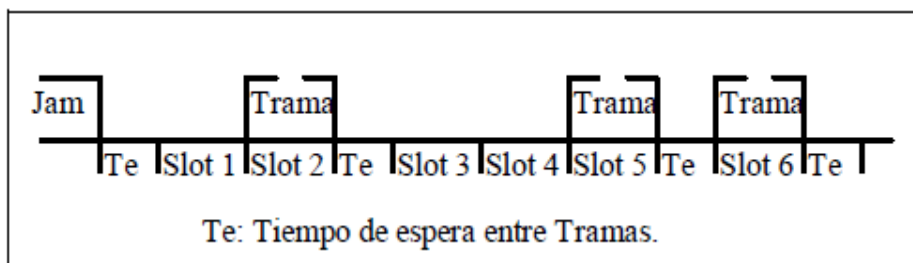 Jam Trama Trama Trama
Te Slot 1 Slot 2 Te Slot 3 Slot 4 Slot 5 Te Slot 6 Te
Te: Tiempo de espera entre Tramas.